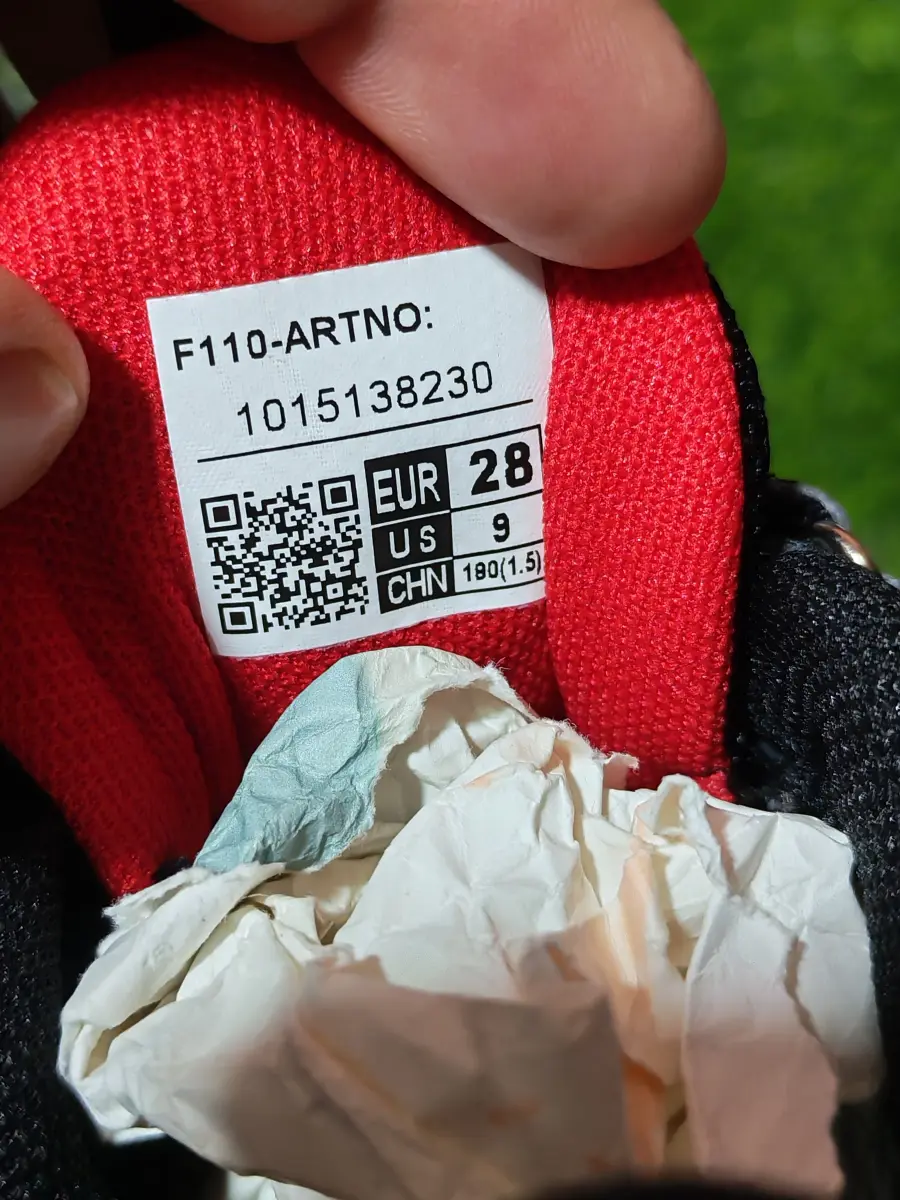 F110-ARTNO:
1015138230
EUR 28
US 9
CHN 180(1.5)